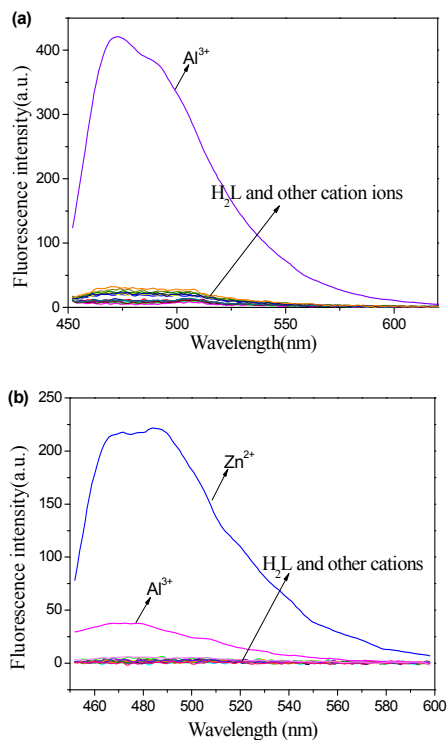 (a)
Fluorescence intensity(a.u.)
400
300
200
100
0
Al³⁺
H₂L and other cation ions
450 500 550 600
Wavelength(nm)
(b)
Fluorescence intensity(a.u.)
250
200
150
100
50
0
Zn²⁺
Al³⁺
H₂L and other cations
460 480 500 520 540 560 580 600
Wavelength (nm)